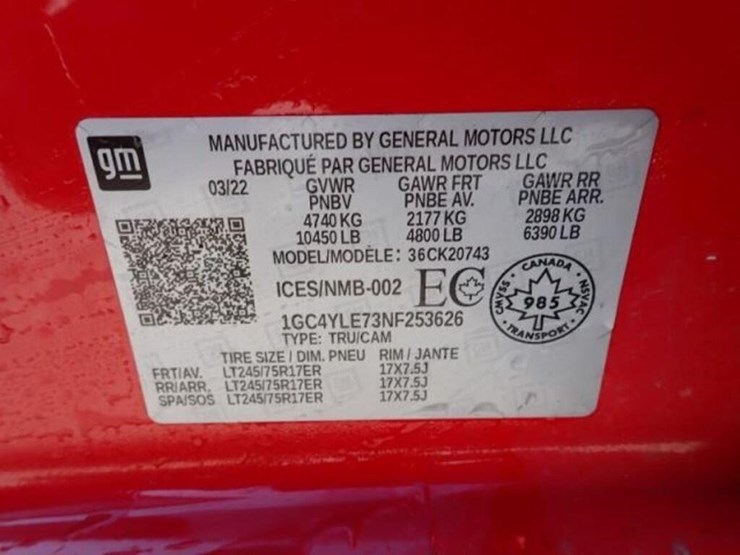 gm
MANUFACTURED BY GENERAL MOTORS LLC
FABRIQUÉ PAR GENERAL MOTORS LLC
03/22 GVWR GAWR FRT GAWR RR
PNBV PNBE AV. PNBE ARR.
4740 KG 2177 KG 2898 KG
10450 LB 4800 LB 6390 LB
MODEL/MODÈLE: 36CK20743
ICES/NMB-002 EC
1GC4YLE73NF253626
TYPE: TRU/CAM
CANADA
CMVSS 985 NSVAC
TRANSPORT
TIRE SIZE / DIM. PNEU RIM / JANTE
FRT/AV. LT245/75R17ER 17X7.5J
RR/ARR. LT245/75R17ER 17X7.5J
SPA/SOS LT245/75R17ER 17X7.5J